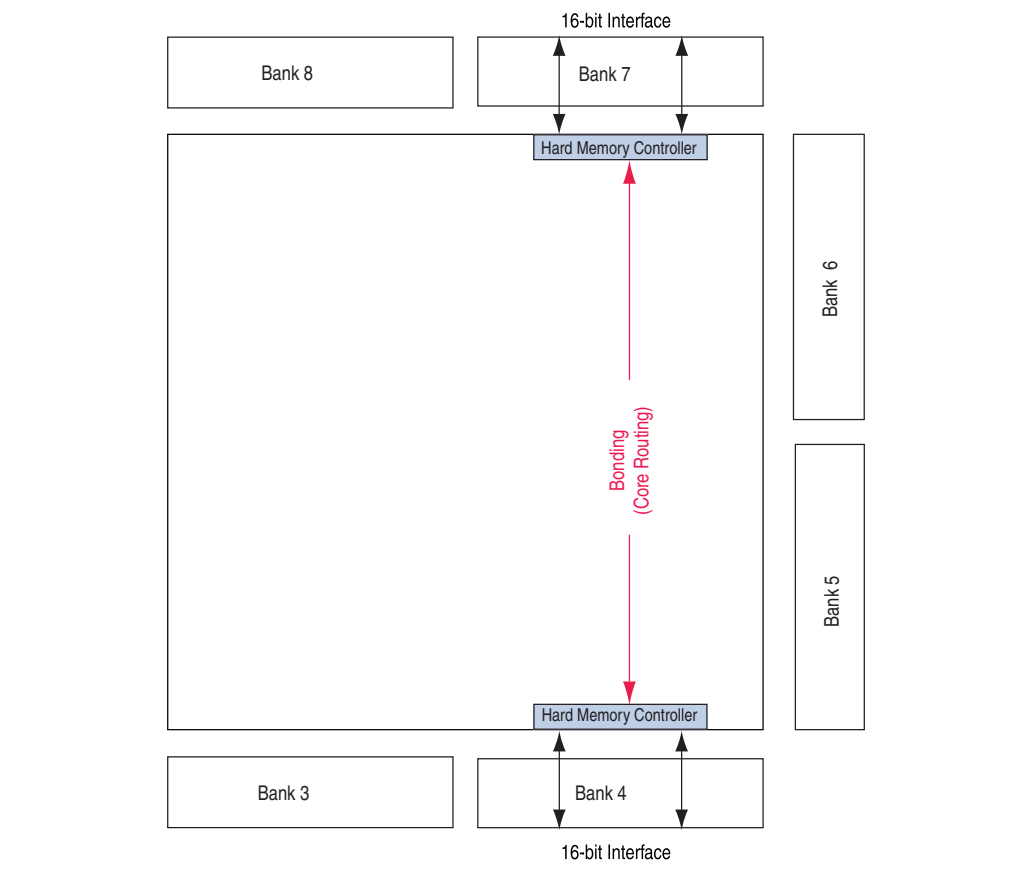 16-bit Interface
Bank 8
Bank 7
Hard Memory Controller
Bank 6
Bonding
(Core Routing)
Bank 5
Hard Memory Controller
Bank 3
Bank 4
16-bit Interface